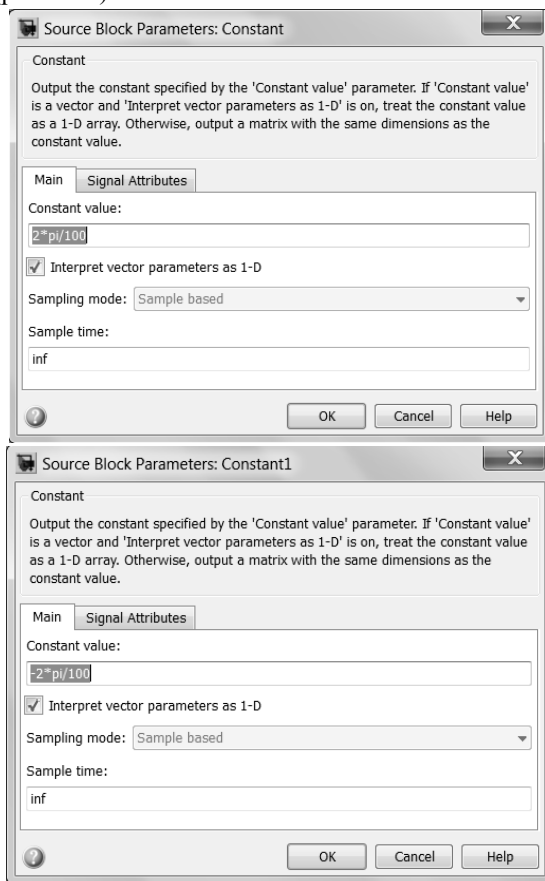 Source Block Parameters: Constant
X
Constant
Output the constant specified by the 'Constant value' parameter. If 'Constant value'
is a vector and 'Interpret vector parameters as 1-D' is on, treat the constant value
as a 1-D array. Otherwise, output a matrix with the same dimensions as the
constant value.
Main Signal Attributes
Constant value:
2*pi/100
Interpret vector parameters as 1-D
Sampling mode: Sample based
Sample time:
inf
? OK Cancel Help
Source Block Parameters: Constant1
X
Constant
Output the constant specified by the 'Constant value' parameter. If 'Constant value'
is a vector and 'Interpret vector parameters as 1-D' is on, treat the constant value
as a 1-D array. Otherwise, output a matrix with the same dimensions as the
constant value.
Main Signal Attributes
Constant value:
-2*pi/100
Interpret vector parameters as 1-D
Sampling mode: Sample based
Sample time:
inf
? OK Cancel Help